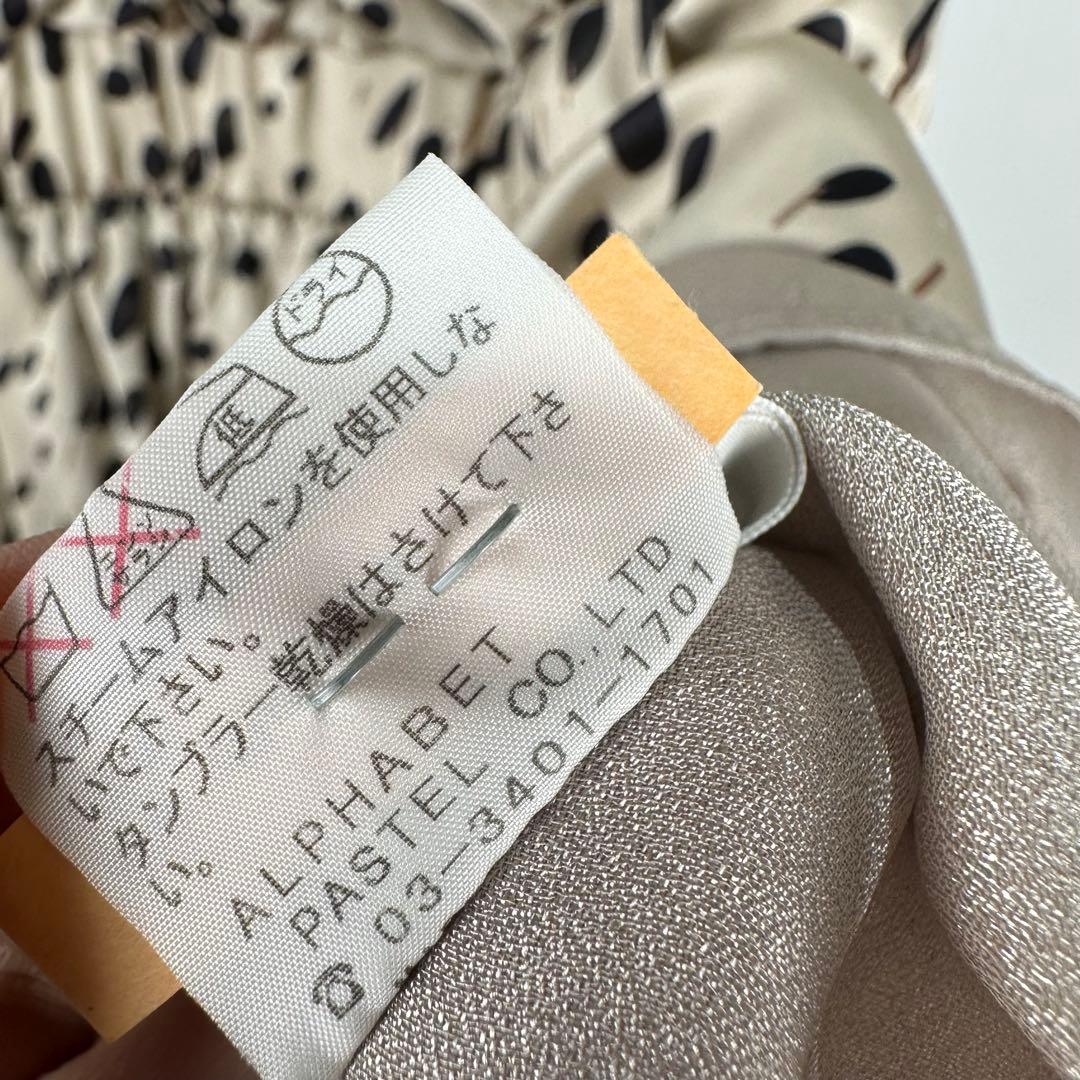 ドライ
低
スチームアイロンを使用しな
いで下さい。
タンブラー乾燥はさけて下さ
い。
ALPHABET
PASTEL CO., LTD
☎ 03-3401-1701